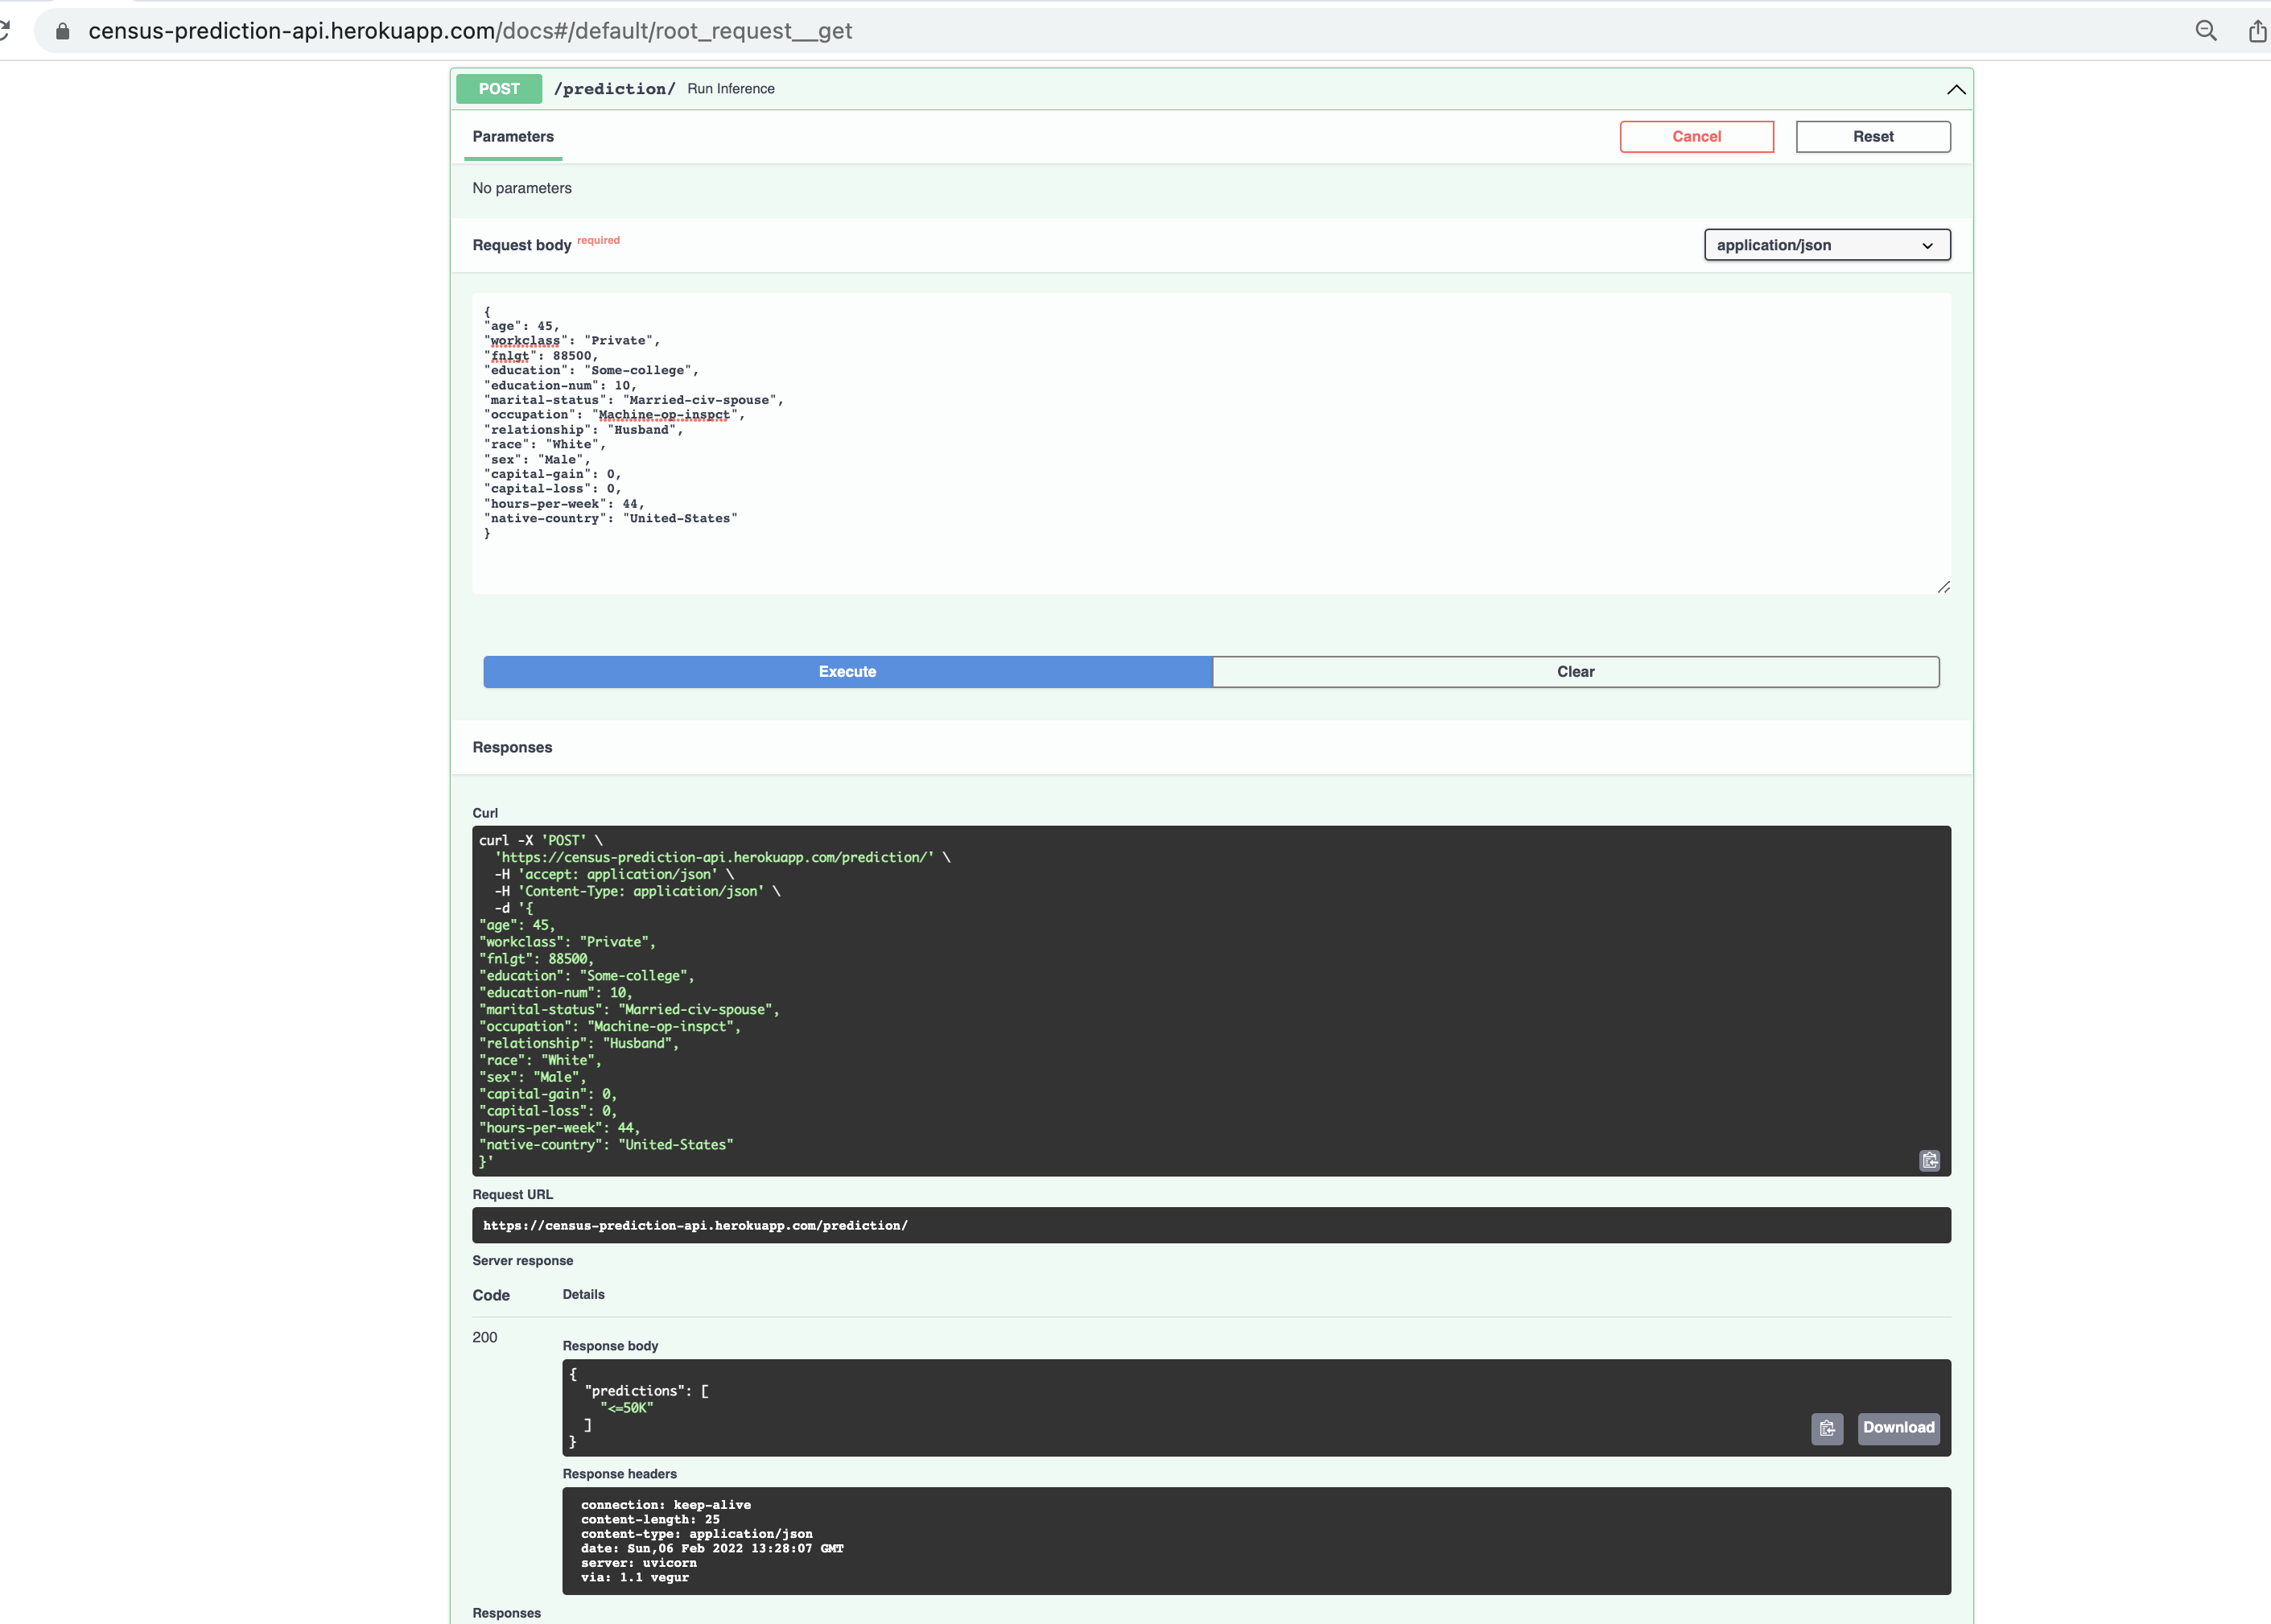 census-prediction-api.herokuapp.com/docs#/default/root_request__get
POST /prediction/ Run Inference
Parameters Cancel Reset
No parameters
Request body required application/json
{
"age": 45,
"workclass": "Private",
"fnlgt": 88500,
"education": "Some-college",
"education-num": 10,
"marital-status": "Married-civ-spouse",
"occupation": "Machine-op-inspct",
"relationship": "Husband",
"race": "White",
"sex": "Male",
"capital-gain": 0,
"capital-loss": 0,
"hours-per-week": 44,
"native-country": "United-States"
}
Execute Clear
Responses
Curl
curl -X 'POST' \
'https://census-prediction-api.herokuapp.com/prediction/' \
-H 'accept: application/json' \
-H 'Content-Type: application/json' \
-d '{
"age": 45,
"workclass": "Private",
"fnlgt": 88500,
"education": "Some-college",
"education-num": 10,
"marital-status": "Married-civ-spouse",
"occupation": "Machine-op-inspct",
"relationship": "Husband",
"race": "White",
"sex": "Male",
"capital-gain": 0,
"capital-loss": 0,
"hours-per-week": 44,
"native-country": "United-States"
}'
Request URL
https://census-prediction-api.herokuapp.com/prediction/
Server response
Code Details
200
Response body
{
"predictions": [
"<=50K"
]
}
Download
Response headers
connection: keep-alive
content-length: 25
content-type: application/json
date: Sun,06 Feb 2022 13:28:07 GMT
server: uvicorn
via: 1.1 vegur
Responses